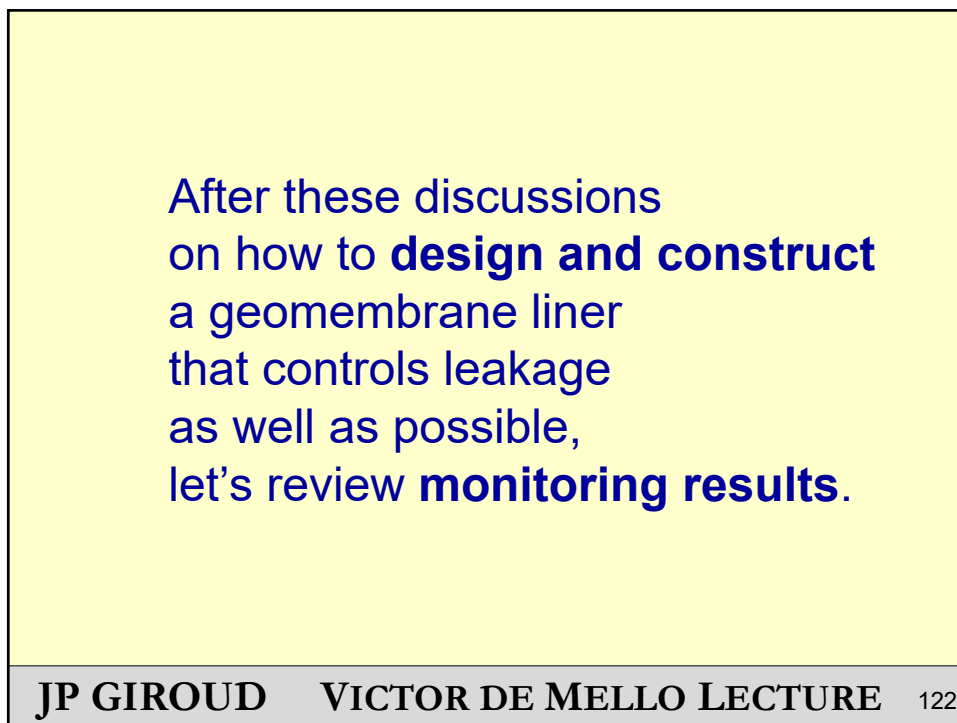 After these discussions
on how to design and construct
a geomembrane liner
that controls leakage
as well as possible,
let's review monitoring results.
JP GIROUD VICTOR DE MELLO LECTURE 122